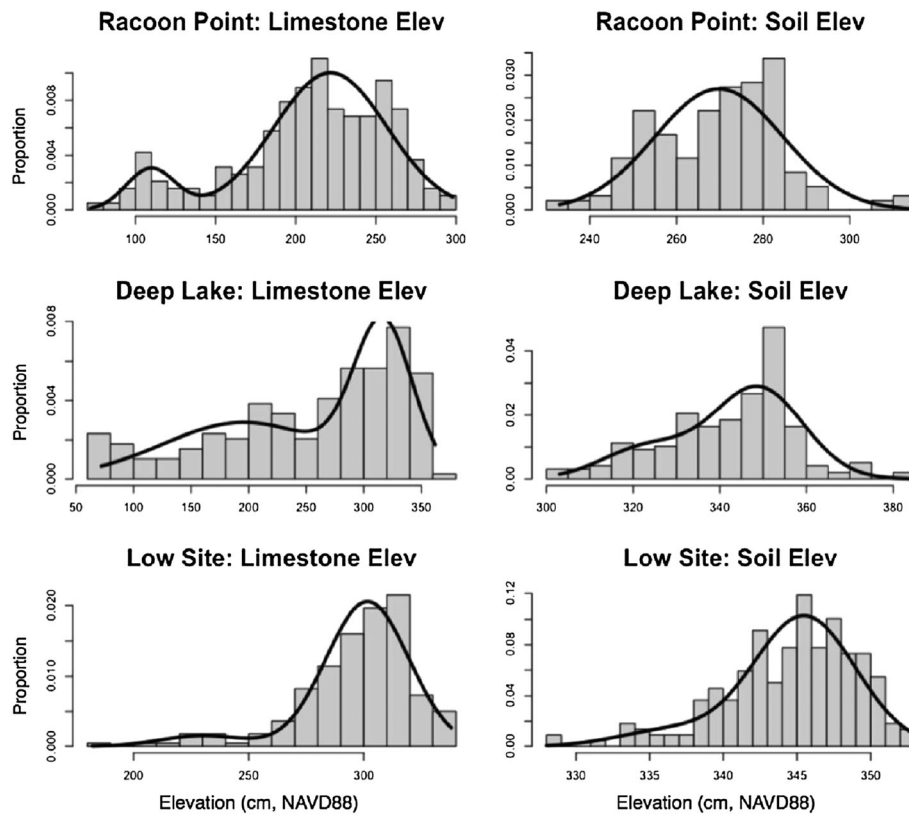 Racoon Point: Limestone Elev
Proportion
0.000 0.004 0.008
100 150 200 250 300
Racoon Point: Soil Elev
0.000 0.010 0.020 0.030
240 260 280 300
Deep Lake: Limestone Elev
Proportion
0.000 0.004 0.008
50 100 150 200 250 300 350
Deep Lake: Soil Elev
0.00 0.02 0.04
300 320 340 360 380
Low Site: Limestone Elev
Proportion
0.000 0.010 0.020
200 300
Elevation (cm, NAVD88)
Low Site: Soil Elev
0.00 0.04 0.08 0.12
330 335 340 345 350
Elevation (cm, NAVD88)